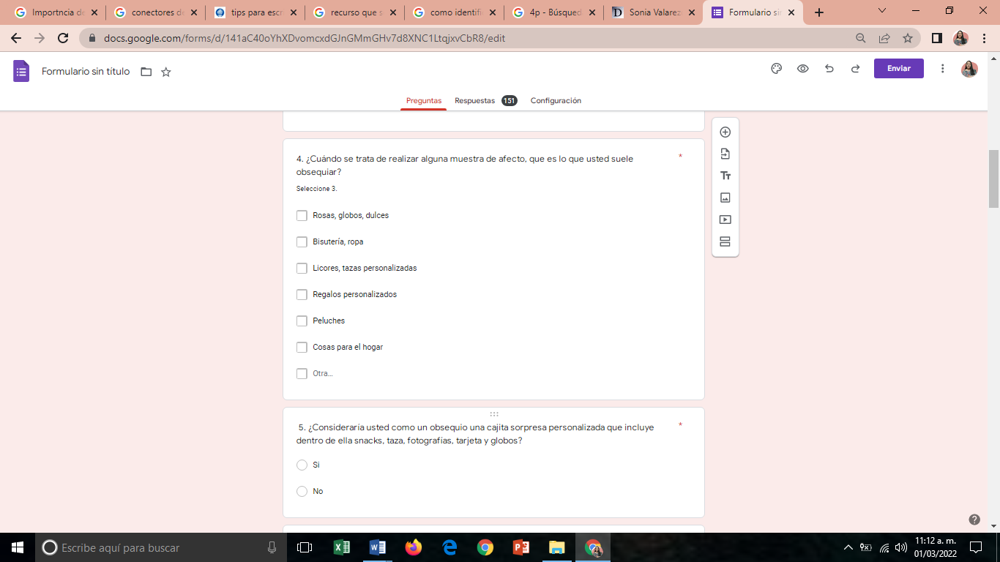 Importncia de
conectores de
tips para escr
recurso que s
como identifi
4p - Búsqued
Sonia Valarez
Formulario sin
docs.google.com/forms/d/141aC40oYhXDvomcxdGJnGMmGHv7d8XNC1LtqjxvCbR8/edit
Formulario sin título
Enviar
Preguntas
Respuestas 151
Configuración
4. ¿Cuándo se trata de realizar alguna muestra de afecto, que es lo que usted suele
obsequiar?
*
Seleccione 3.
Rosas, globos, dulces
Bisutería, ropa
Licores, tazas personalizadas
Regalos personalizados
Peluches
Cosas para el hogar
Otra...
5. ¿Consideraría usted como un obsequio una cajita sorpresa personalizada que incluye
dentro de ella snacks, taza, fotografías, tarjeta y globos?
*
Si
No
Escribe aquí para buscar
11:12 a. m.
01/03/2022